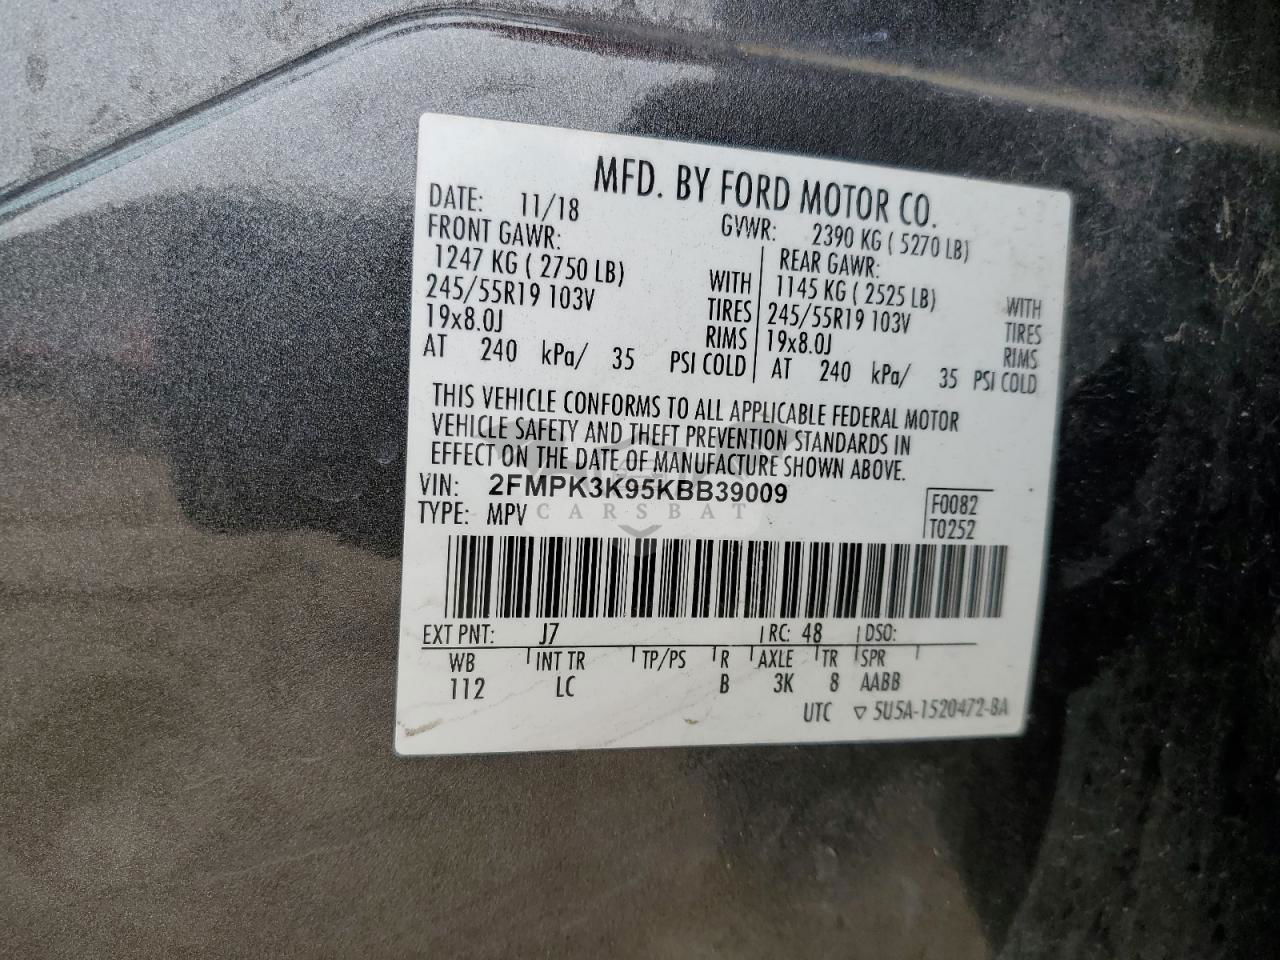 MFD. BY FORD MOTOR CO.
DATE: 11/18 GVWR: 2390 KG ( 5270 LB)
FRONT GAWR: REAR GAWR:
1247 KG ( 2750 LB) WITH 1145 KG ( 2525 LB) WITH
245/55R19 103V TIRES 245/55R19 103V TIRES
19x8.0J RIMS 19x8.0J RIMS
AT 240 kPa/ 35 PSI COLD AT 240 kPa/ 35 PSI COLD
THIS VEHICLE CONFORMS TO ALL APPLICABLE FEDERAL MOTOR
VEHICLE SAFETY AND THEFT PREVENTION STANDARDS IN
EFFECT ON THE DATE OF MANUFACTURE SHOWN ABOVE.
VIN: 2FMPK3K95KBB39009 F0082
TYPE: MPV T0252
CARSBAT
EXT PNT: J7 RC: 48 DSO:
WB INT TR TP/PS R AXLE TR SPR
112 LC B 3K 8 AABB
UTC ▽ 5U5A-1520472-BA